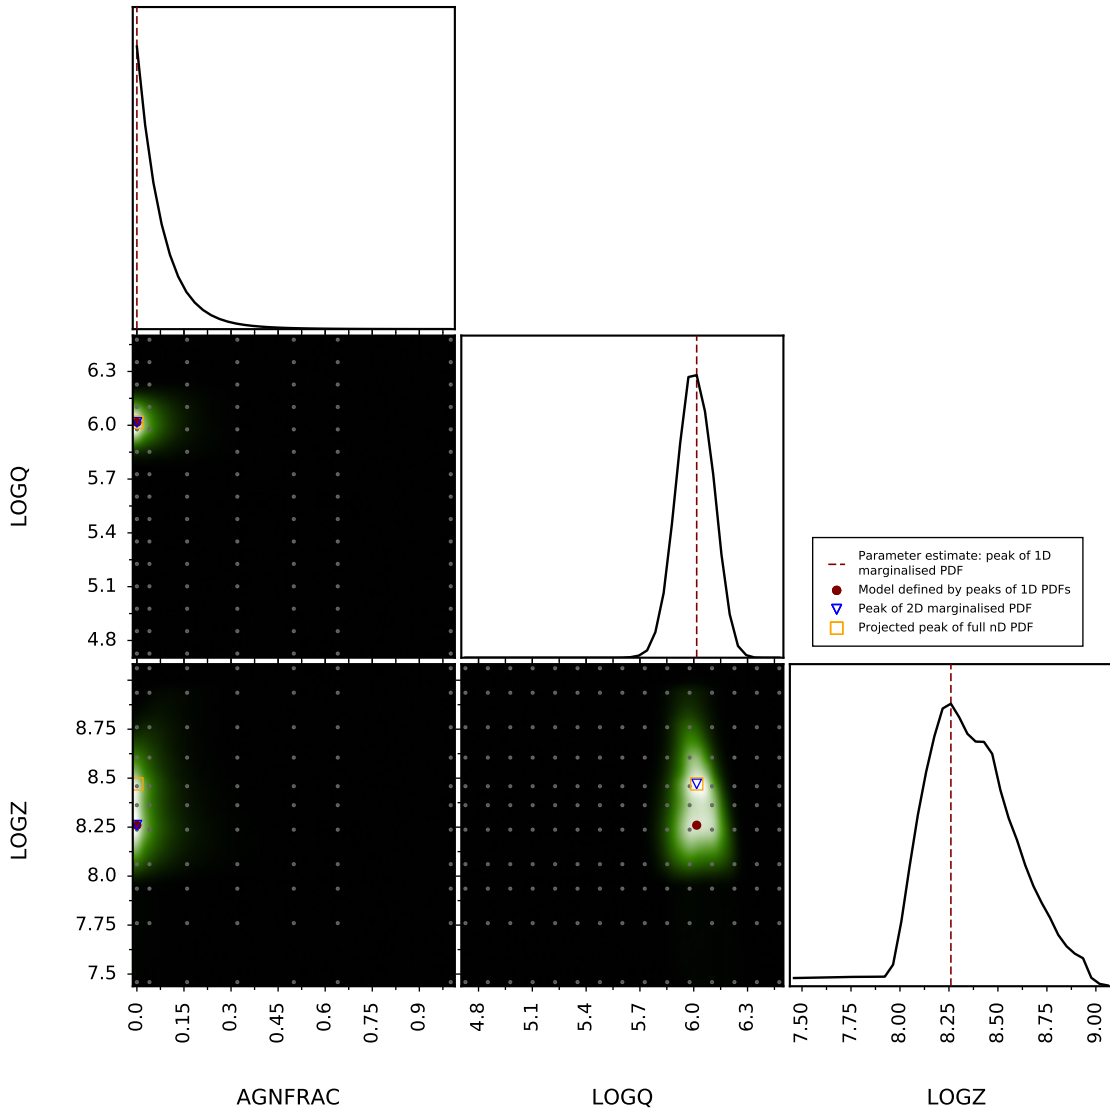 6.3
6.0
5.7
5.4
5.1
4.8
LOGQ
Parameter estimate: peak of 1D
marginalised PDF
Model defined by peaks of 1D PDFs
Peak of 2D marginalised PDF
Projected peak of full nD PDF
8.75
8.5
8.25
8.0
7.75
7.5
LOGZ
0.0 0.15 0.3 0.45 0.6 0.75 0.9
4.8 5.1 5.4 5.7 6.0 6.3
7.50 7.75 8.00 8.25 8.50 8.75 9.00
AGNFRAC
LOGQ
LOGZ